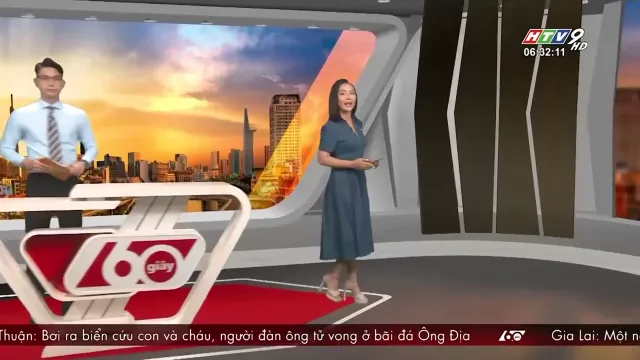 HTV9
HD
06:32:11
60
giây
Thuận: Bơi ra biển cứu con và cháu, người đàn ông tử vong ở bãi đá Ông Địa
60
Gia Lai: Một